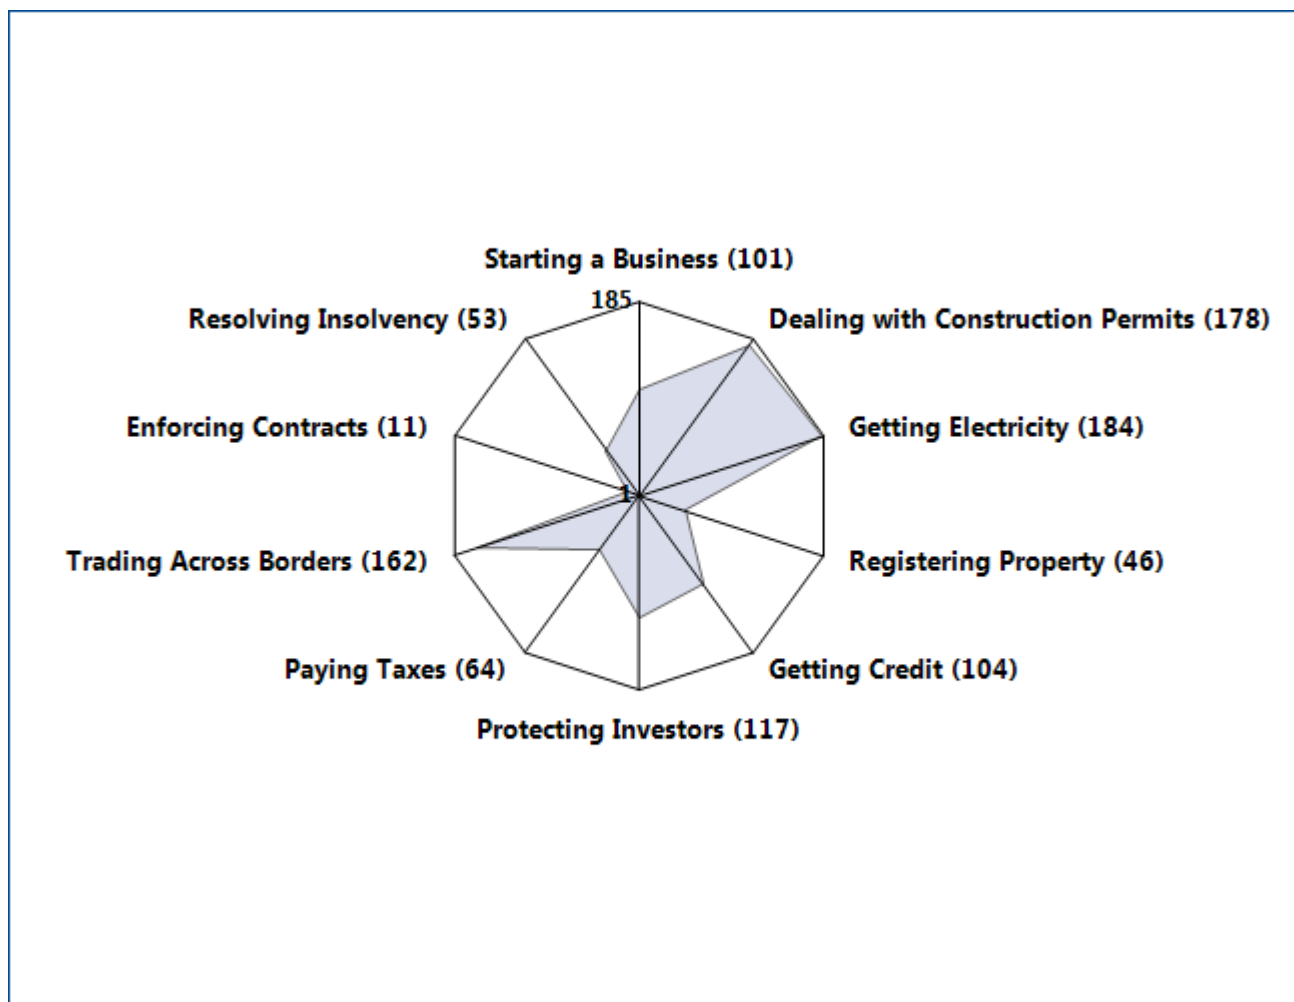 Starting a Business (101)
185
Resolving Insolvency (53)
Dealing with Construction Permits (178)
Enforcing Contracts (11)
Getting Electricity (184)
1
Trading Across Borders (162)
Registering Property (46)
Paying Taxes (64)
Getting Credit (104)
Protecting Investors (117)